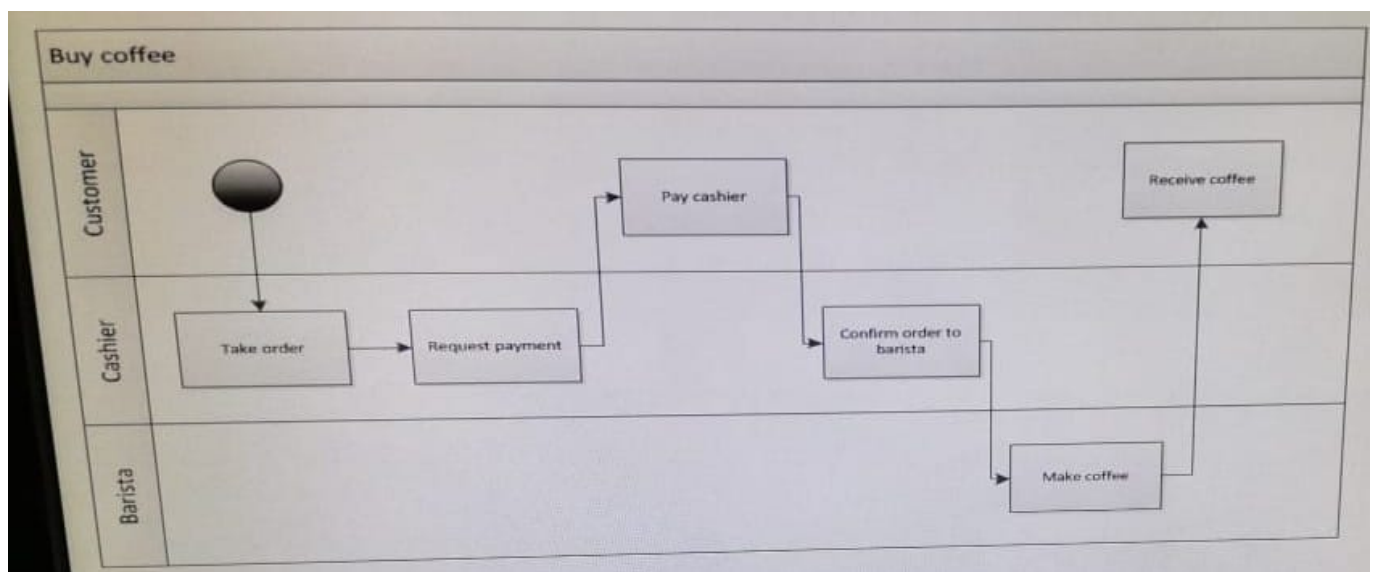 Buy coffee
Customer
Pay cashier
Receive coffee
Cashier
Take order
Request payment
Confirm order to
barista
Barista
Make coffee